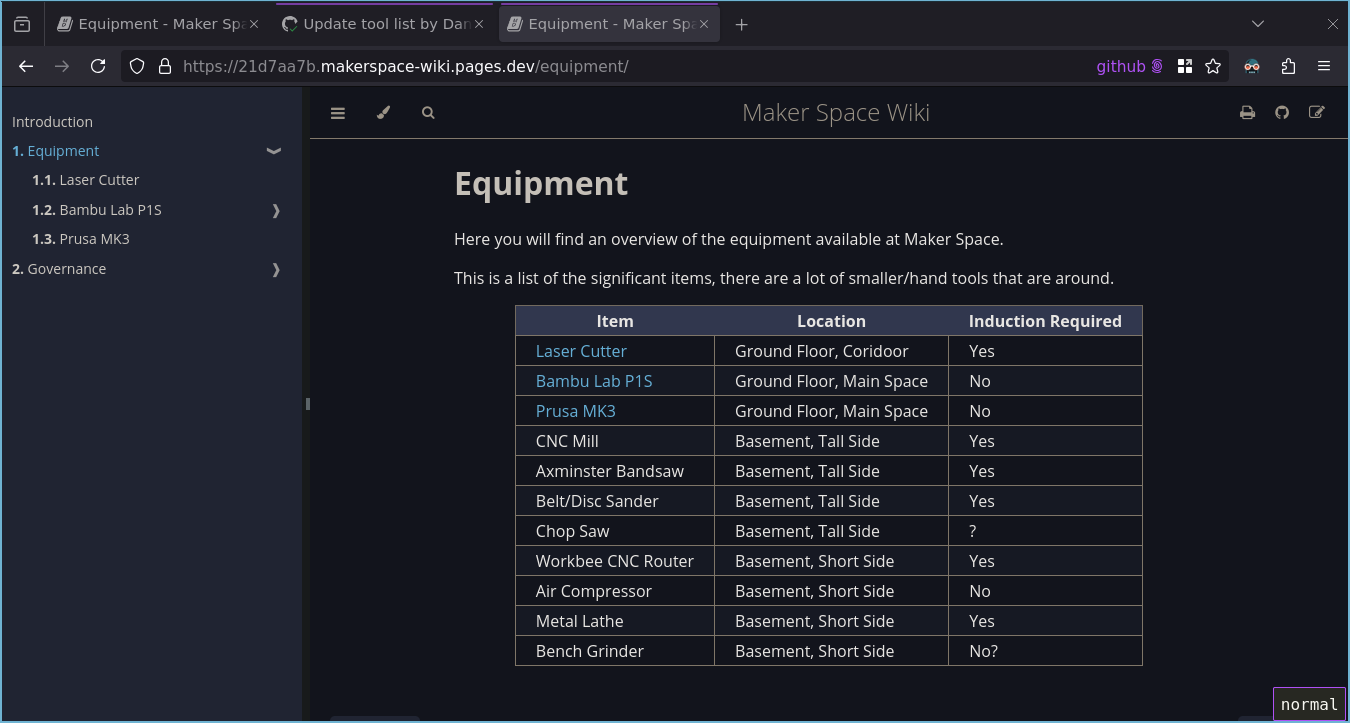 Equipment - Maker Spa
Update tool list by Dan
Equipment - Maker Spa
https://21d7aa7b.makerspace-wiki.pages.dev/equipment/
github
Introduction
1. Equipment
1.1. Laser Cutter
1.2. Bambu Lab P1S
1.3. Prusa MK3
2. Governance
Maker Space Wiki
Equipment
Here you will find an overview of the equipment available at Maker Space.
This is a list of the significant items, there are a lot of smaller/hand tools that are around.
Item Location Induction Required
Laser Cutter Ground Floor, Coridoor Yes
Bambu Lab P1S Ground Floor, Main Space No
Prusa MK3 Ground Floor, Main Space No
CNC Mill Basement, Tall Side Yes
Axminster Bandsaw Basement, Tall Side Yes
Belt/Disc Sander Basement, Tall Side Yes
Chop Saw Basement, Tall Side ?
Workbee CNC Router Basement, Short Side Yes
Air Compressor Basement, Short Side No
Metal Lathe Basement, Short Side Yes
Bench Grinder Basement, Short Side No?
normal